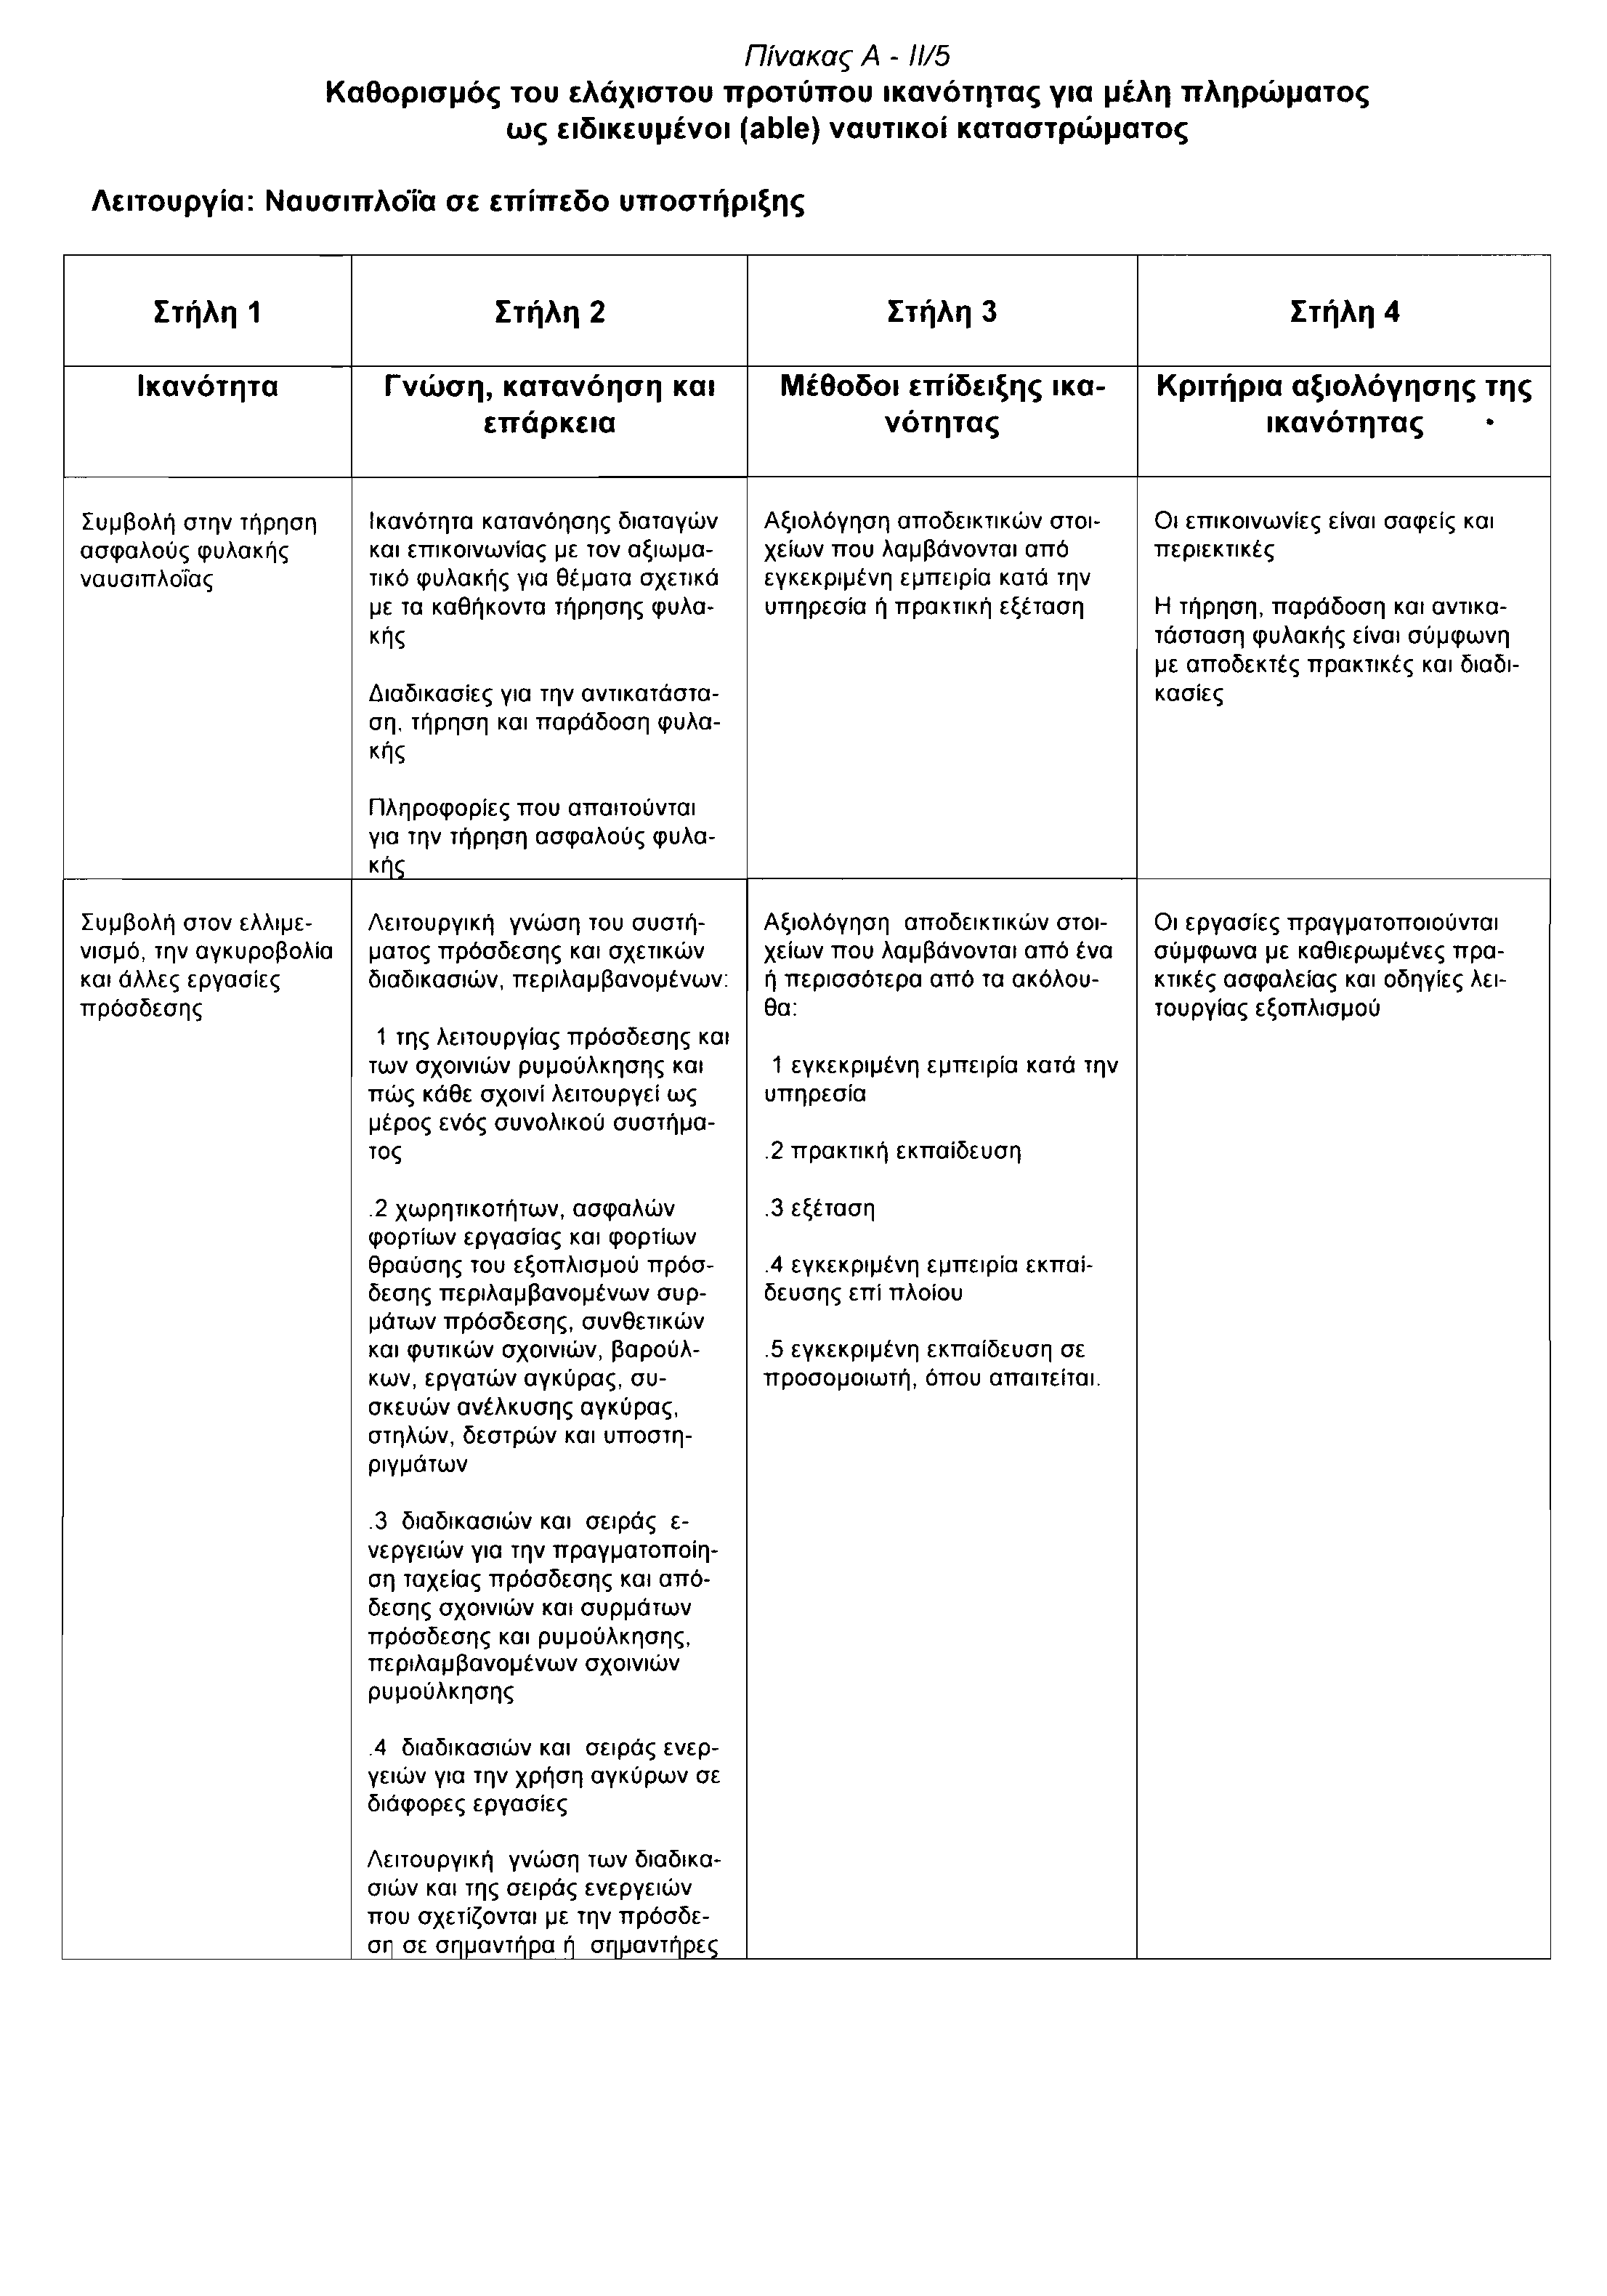 Πίνακας Α - ΙΙ/5
Καθορισμός του ελάχιστου προτύπου ικανότητας για μέλη πληρώματος
ως ειδικευμένοι (able) ναυτικοί καταστρώματος
Λειτουργία: Ναυσιπλοΐα σε επίπεδο υποστήριξης
Στήλη 1
Στήλη 2
Στήλη 3
Στήλη 4
Ικανότητα
Γνώση, κατανόηση και
επάρκεια
Μέθοδοι επίδειξης ικα-
νότητας
Κριτήρια αξιολόγησης της
ικανότητας
Συμβολή στην τήρηση
ασφαλούς φυλακής
ναυσιπλοΐας
Ικανότητα κατανόησης διαταγών
και επικοινωνίας με τον αξιωμα-
τικό φυλακής για θέματα σχετικά
με τα καθήκοντα τήρησης φυλα-
κής
Διαδικασίες για την αντικατάστα-
ση, τήρηση και παράδοση φυλα-
κής
Πληροφορίες που απαιτούνται
για την τήρηση ασφαλούς φυλα-
κής
Αξιολόγηση αποδεικτικών στοι-
χείων που λαμβάνονται από
εγκεκριμένη εμπειρία κατά την
υπηρεσία ή πρακτική εξέταση
Οι επικοινωνίες είναι σαφείς και
περιεκτικές
Η τήρηση, παράδοση και αντικα-
τάσταση φυλακής είναι σύμφωνη
με αποδεκτές πρακτικές και διαδι-
κασίες
Συμβολή στον ελλιμε-
νισμό, την αγκυροβολία
και άλλες εργασίες
πρόσδεσης
Λειτουργική γνώση του συστή-
ματος πρόσδεσης και σχετικών
διαδικασιών, περιλαμβανομένων:
1 της λειτουργίας πρόσδεσης και
των σχοινιών ρυμούλκησης και
πώς κάθε σχοινί λειτουργεί ως
μέρος ενός συνολικού συστήμα-
τος
.2 χωρητικοτήτων, ασφαλών
φορτίων εργασίας και φορτίων
θραύσης του εξοπλισμού πρόσ-
δεσης περιλαμβανομένων συρ-
μάτων πρόσδεσης, συνθετικών
και φυτικών σχοινιών, βαρούλ-
κων, εργατών αγκύρας, συ-
σκευών ανέλκυσης αγκύρας,
στηλών, δεστρών και υποστη-
ριγμάτων
.3 διαδικασιών και σειράς ε-
νεργειών για την πραγματοποίη-
ση ταχείας πρόσδεσης και από-
δεσης σχοινιών και συρμάτων
πρόσδεσης και ρυμούλκησης,
περιλαμβανομένων σχοινιών
ρυμούλκησης
.4 διαδικασιών και σειράς ενερ-
γειών για την χρήση αγκύρων σε
διάφορες εργασίες
Λειτουργική γνώση των διαδικα-
σιών και της σειράς ενεργειών
που σχετίζονται με την πρόσδε-
ση σε σημαντήρα ή σημαντήρες
Αξιολόγηση αποδεικτικών στοι-
χείων που λαμβάνονται από ένα
ή περισσότερα από τα ακόλου-
θα:
1 εγκεκριμένη εμπειρία κατά την
υπηρεσία
.2 πρακτική εκπαίδευση
.3 εξέταση
.4 εγκεκριμένη εμπειρία εκπαί-
δευσης επί πλοίου
.5 εγκεκριμένη εκπαίδευση σε
προσομοιωτή, όπου απαιτείται.
Οι εργασίες πραγματοποιούνται
σύμφωνα με καθιερωμένες πρα-
κτικές ασφαλείας και οδηγίες λει-
τουργίας εξοπλισμού